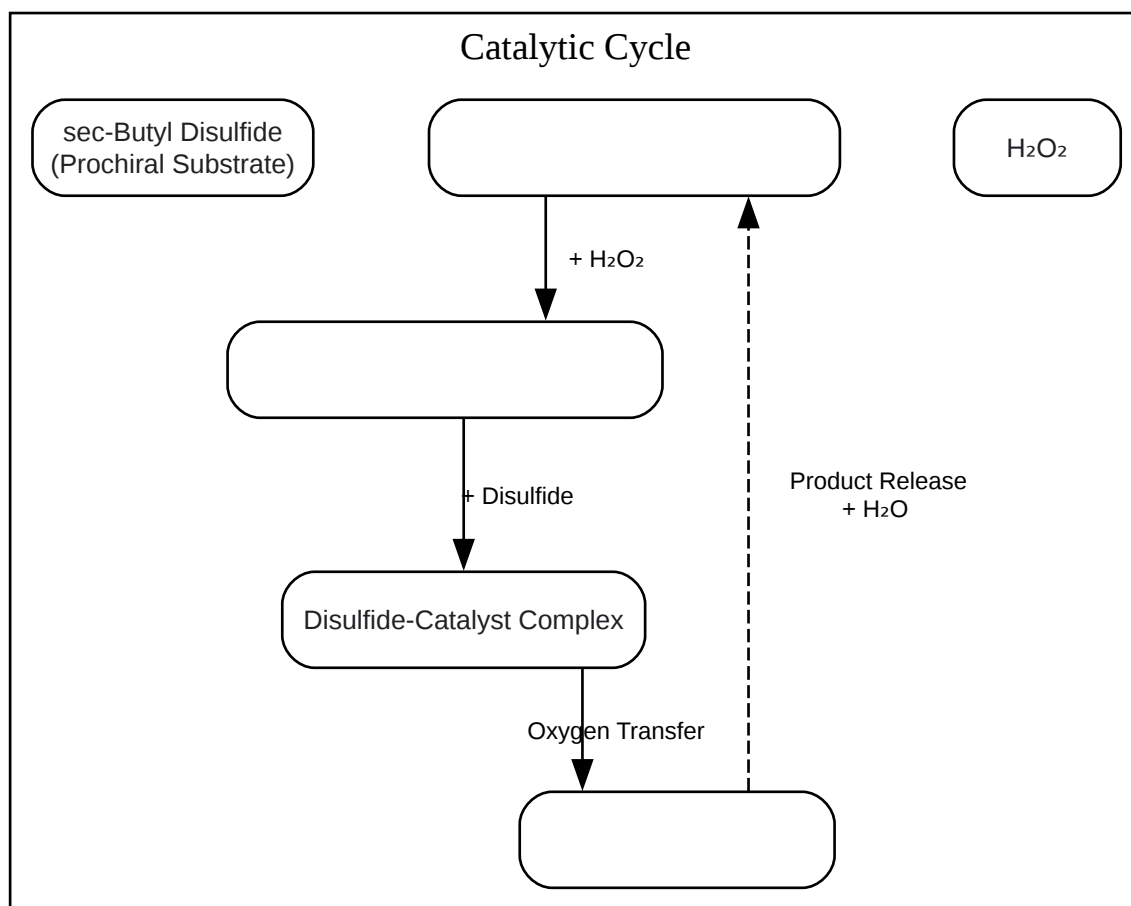 Catalytic Cycle
sec-Butyl Disulfide
(Prochiral Substrate)
H₂O₂
+ H₂O₂
+ Disulfide
Product Release
+ H₂O
Disulfide-Catalyst Complex
Oxygen Transfer